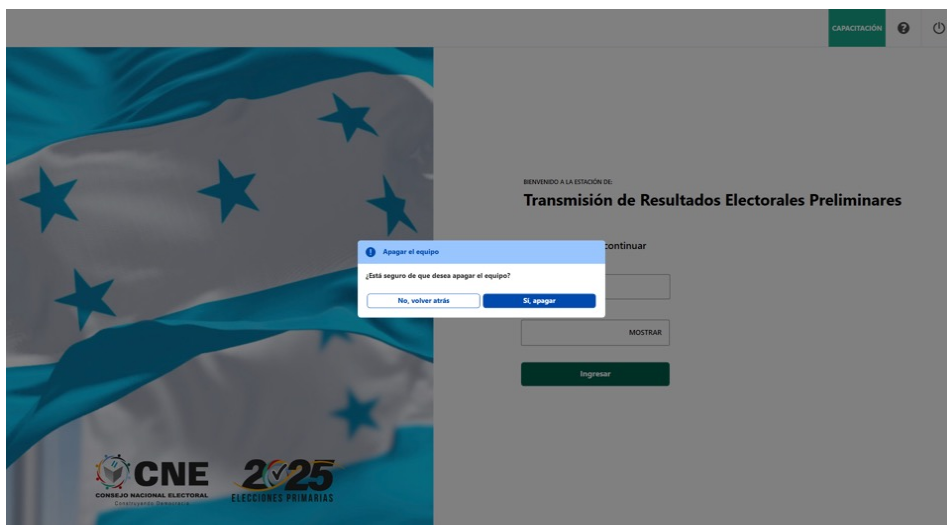 CAPACITACIÓN
BIENVENIDO A LA ESTACIÓN DE:
Transmisión de Resultados Electorales Preliminares
continuar
Apagar el equipo
¿Está seguro de que desea apagar el equipo?
No, volver atrás
Sí, apagar
MOSTRAR
Ingresar
CNE
CONSEJO NACIONAL ELECTORAL
Construyendo Democracia
2025
ELECCIONES PRIMARIAS